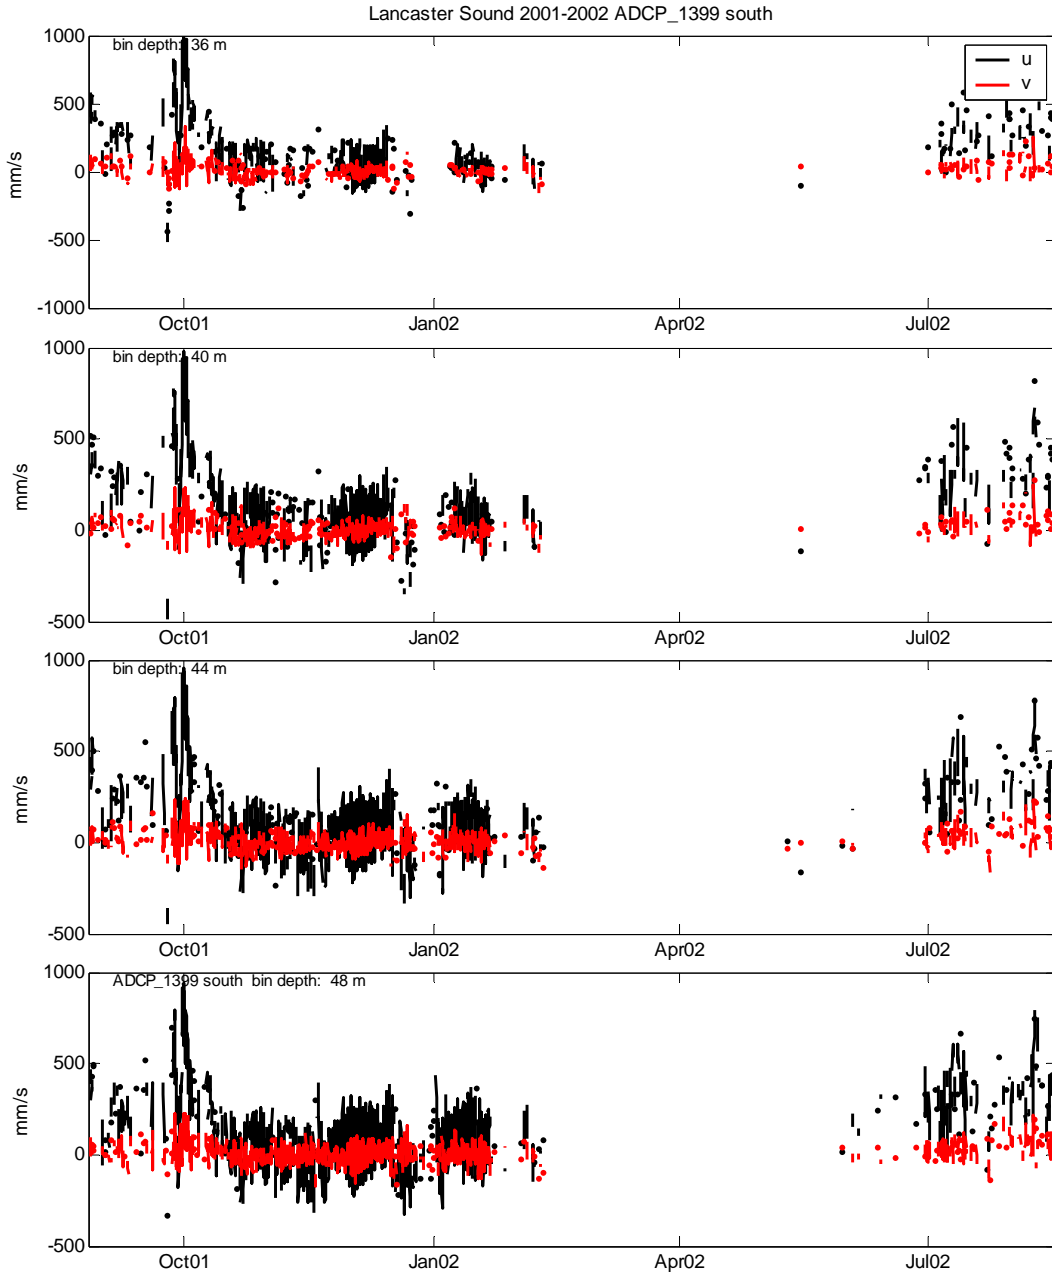 Lancaster Sound 2001-2002 ADCP_1399 south
bin depth: 36 m
u
v
1000
500
0
-500
-1000
mm/s
Oct01 Jan02 Apr02 Jul02
bin depth: 40 m
1000
500
0
-500
mm/s
Oct01 Jan02 Apr02 Jul02
bin depth: 44 m
1000
500
0
-500
mm/s
Oct01 Jan02 Apr02 Jul02
ADCP_1399 south bin depth: 48 m
1000
500
0
-500
mm/s
Oct01 Jan02 Apr02 Jul02